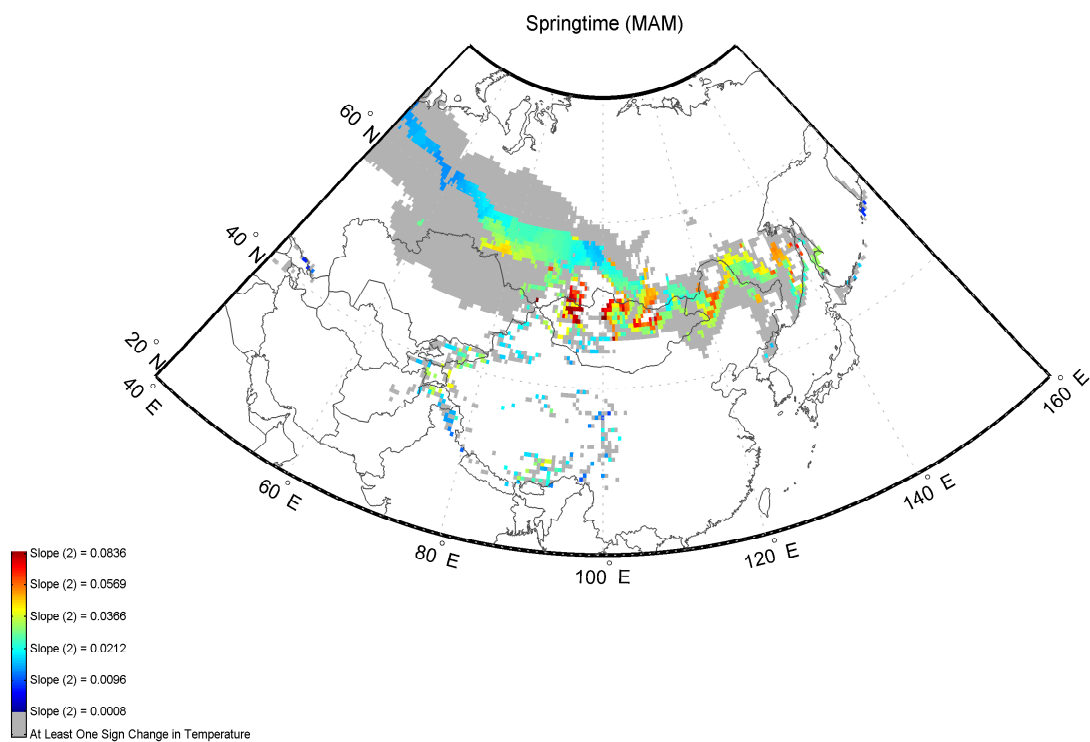 Springtime (MAM)
60 °N
40 °N
20 °N
40 °E
60 °E
80 °E
100 °E
120 °E
140 °E
160 °E
Slope (2) = 0.0836
Slope (2) = 0.0569
Slope (2) = 0.0366
Slope (2) = 0.0212
Slope (2) = 0.0096
Slope (2) = 0.0008
At Least One Sign Change in Temperature